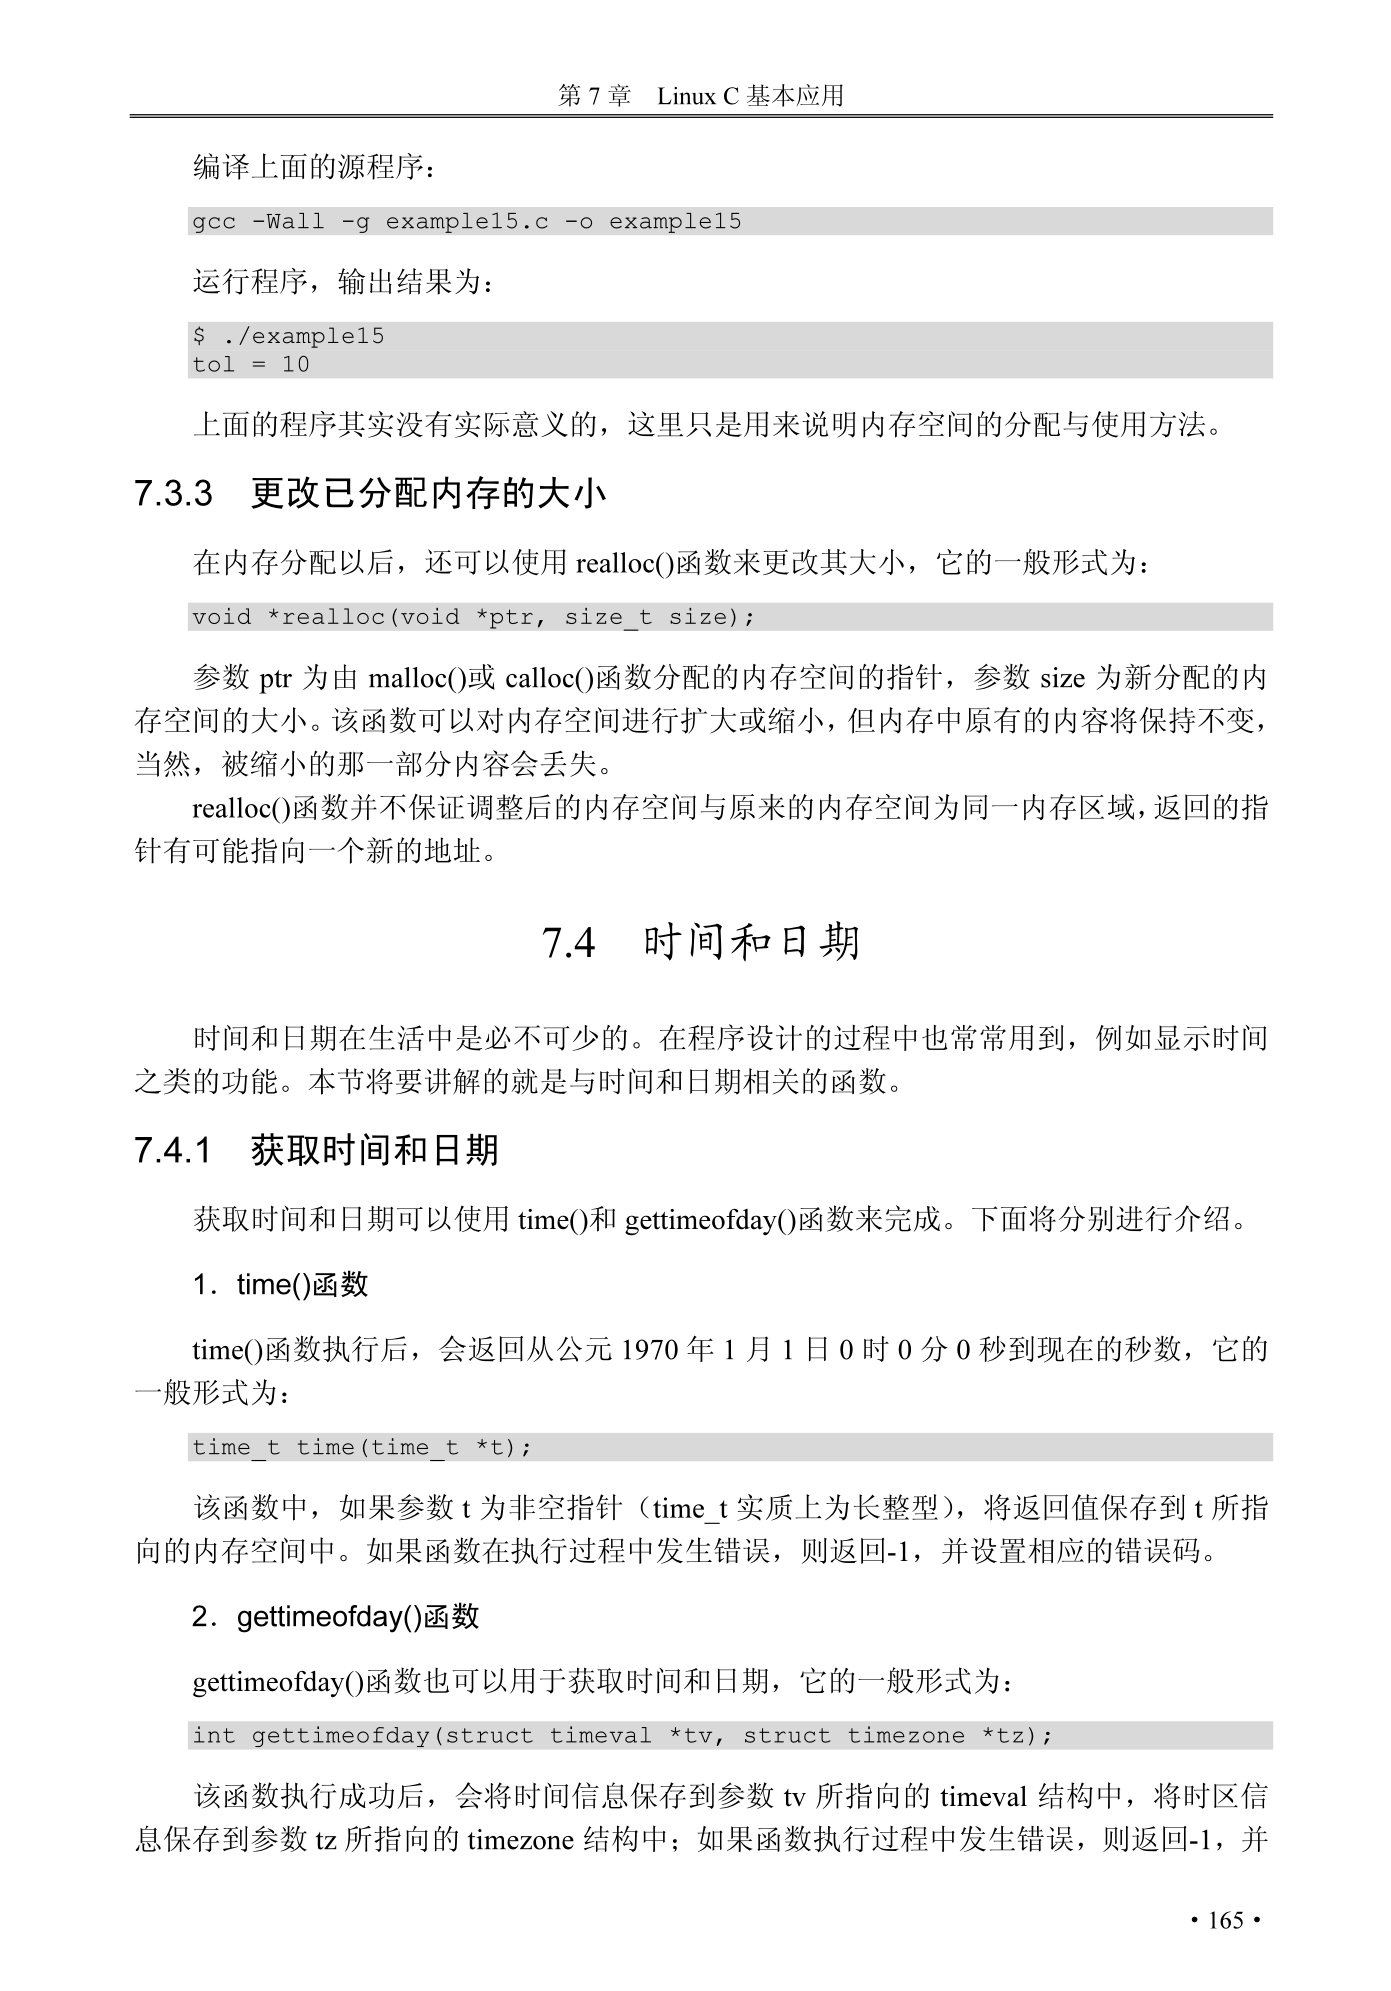 第 7 章　Linux C 基本应用
编译上面的源程序：
gcc -Wall -g example15.c -o example15
运行程序，输出结果为：
$ ./example15
tol = 10
上面的程序其实没有实际意义的，这里只是用来说明内存空间的分配与使用方法。
7.3.3　更改已分配内存的大小
在内存分配以后，还可以使用 realloc()函数来更改其大小，它的一般形式为：
void *realloc(void *ptr, size_t size);
参数 ptr 为由 malloc()或 calloc()函数分配的内存空间的指针，参数 size 为新分配的内
存空间的大小。该函数可以对内存空间进行扩大或缩小，但内存中原有的内容将保持不变，
当然，被缩小的那一部分内容会丢失。
realloc()函数并不保证调整后的内存空间与原来的内存空间为同一内存区域，返回的指
针有可能指向一个新的地址。
7.4　时间和日期
时间和日期在生活中是必不可少的。在程序设计的过程中也常常用到，例如显示时间
之类的功能。本节将要讲解的就是与时间和日期相关的函数。
7.4.1　获取时间和日期
获取时间和日期可以使用 time()和 gettimeofday()函数来完成。下面将分别进行介绍。
1．time()函数
time()函数执行后，会返回从公元 1970 年 1 月 1 日 0 时 0 分 0 秒到现在的秒数，它的
一般形式为：
time_t time(time_t *t);
该函数中，如果参数 t 为非空指针（time_t 实质上为长整型），将返回值保存到 t 所指
向的内存空间中。如果函数在执行过程中发生错误，则返回-1，并设置相应的错误码。
2．gettimeofday()函数
gettimeofday()函数也可以用于获取时间和日期，它的一般形式为：
int gettimeofday(struct timeval *tv, struct timezone *tz);
该函数执行成功后，会将时间信息保存到参数 tv 所指向的 timeval 结构中，将时区信
息保存到参数 tz 所指向的 timezone 结构中；如果函数执行过程中发生错误，则返回-1，并
• 165 •